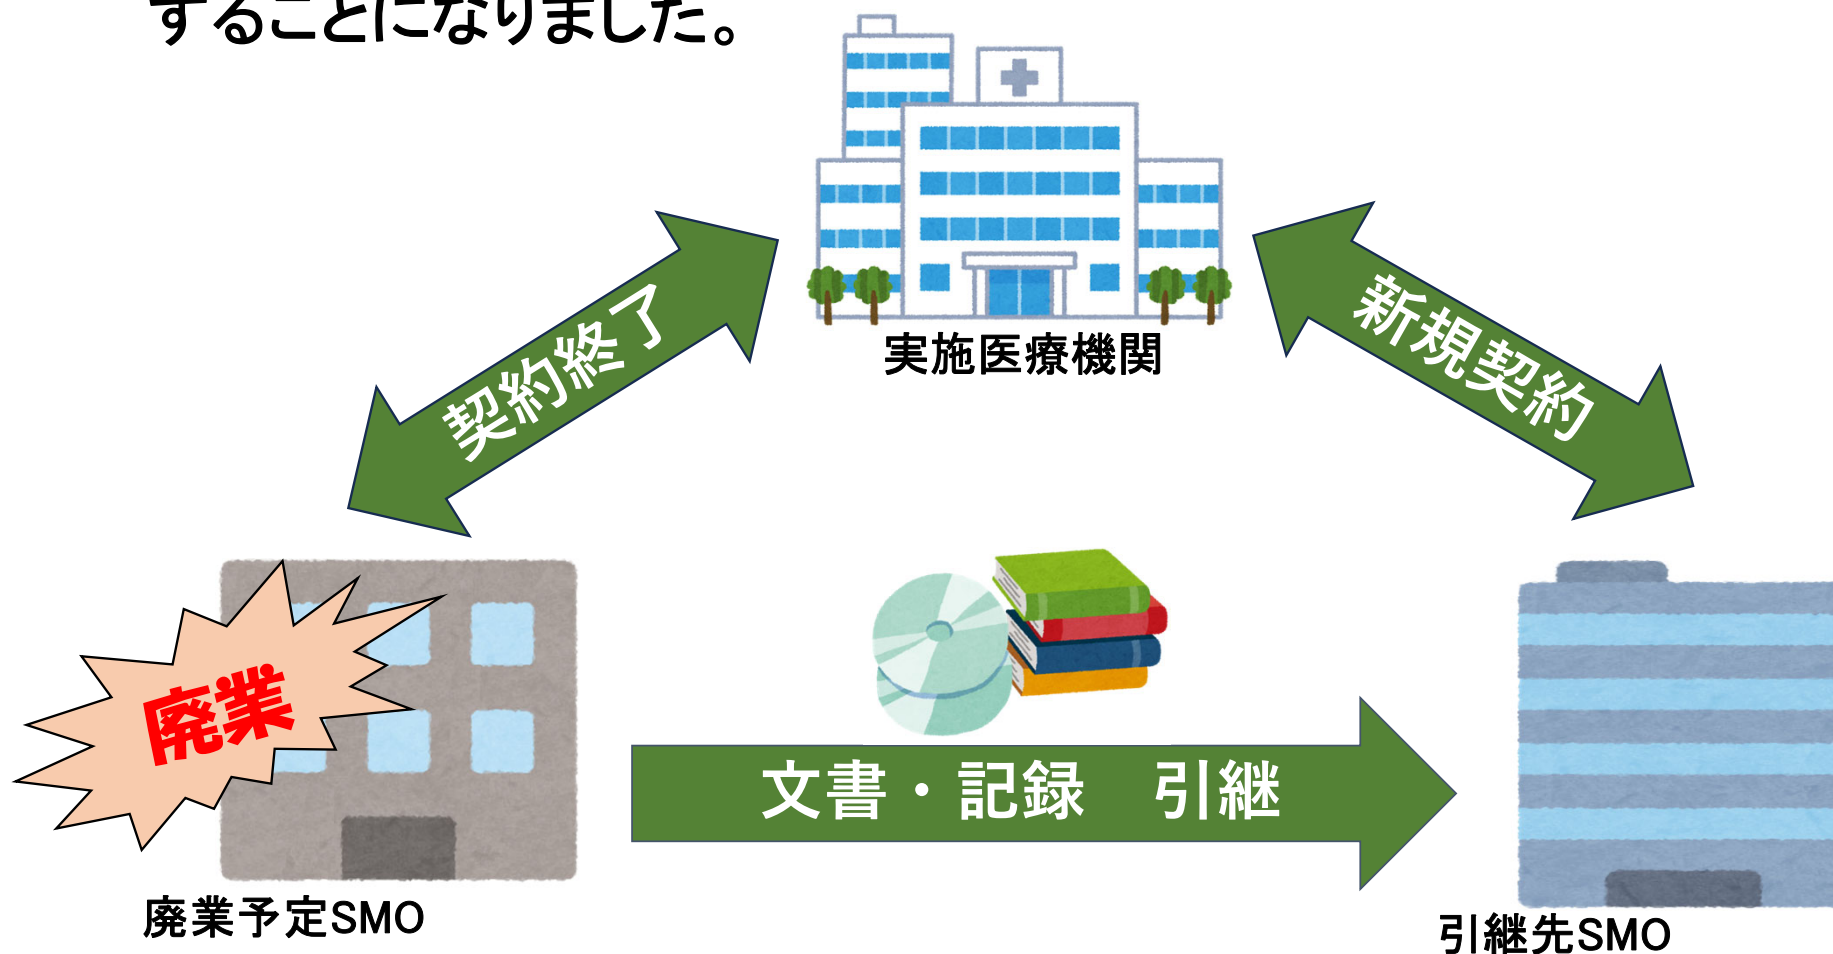 することになりました。
実施医療機関
契約終了
新規契約
廃業
文書・記録　引継
廃業予定SMO
引継先SMO